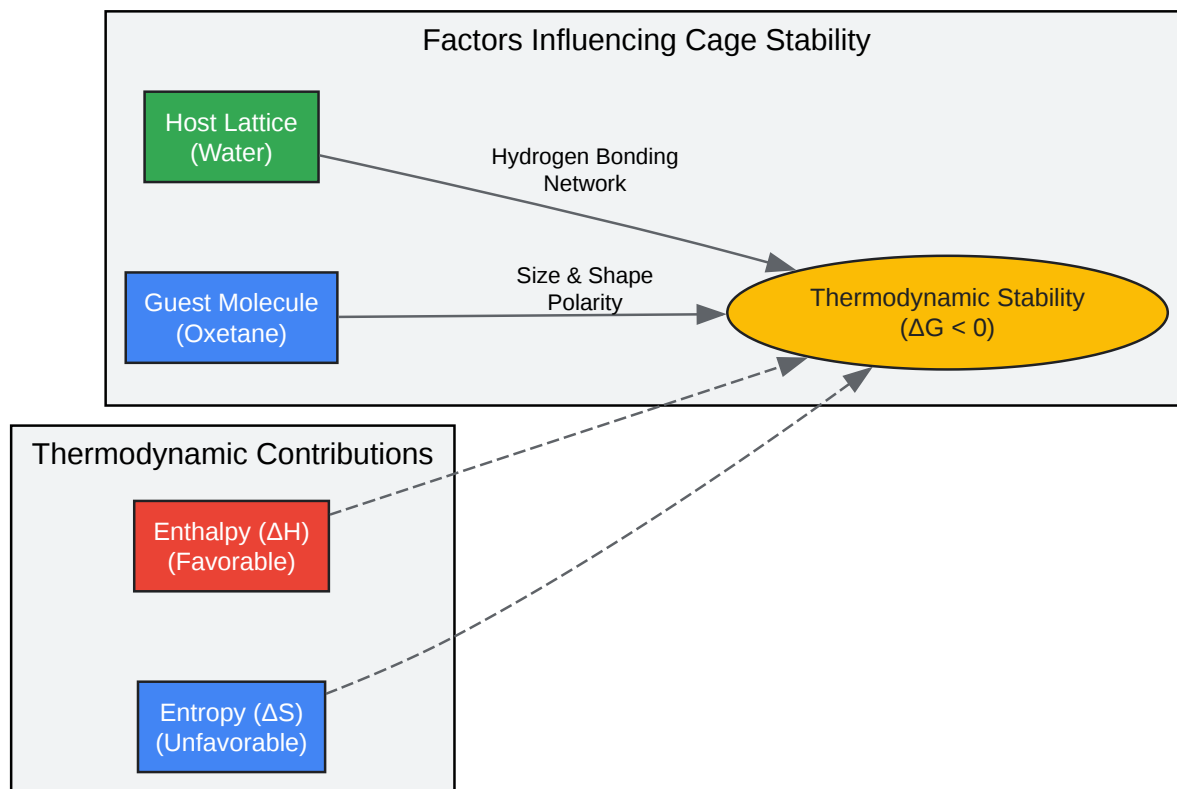 Factors Influencing Cage Stability
Host Lattice
(Water)
Hydrogen Bonding
Network
Guest Molecule
(Oxetane)
Size & Shape
Polarity
Thermodynamic Stability
(ΔG < 0)
Thermodynamic Contributions
Enthalpy (ΔH)
(Favorable)
Entropy (ΔS)
(Unfavorable)